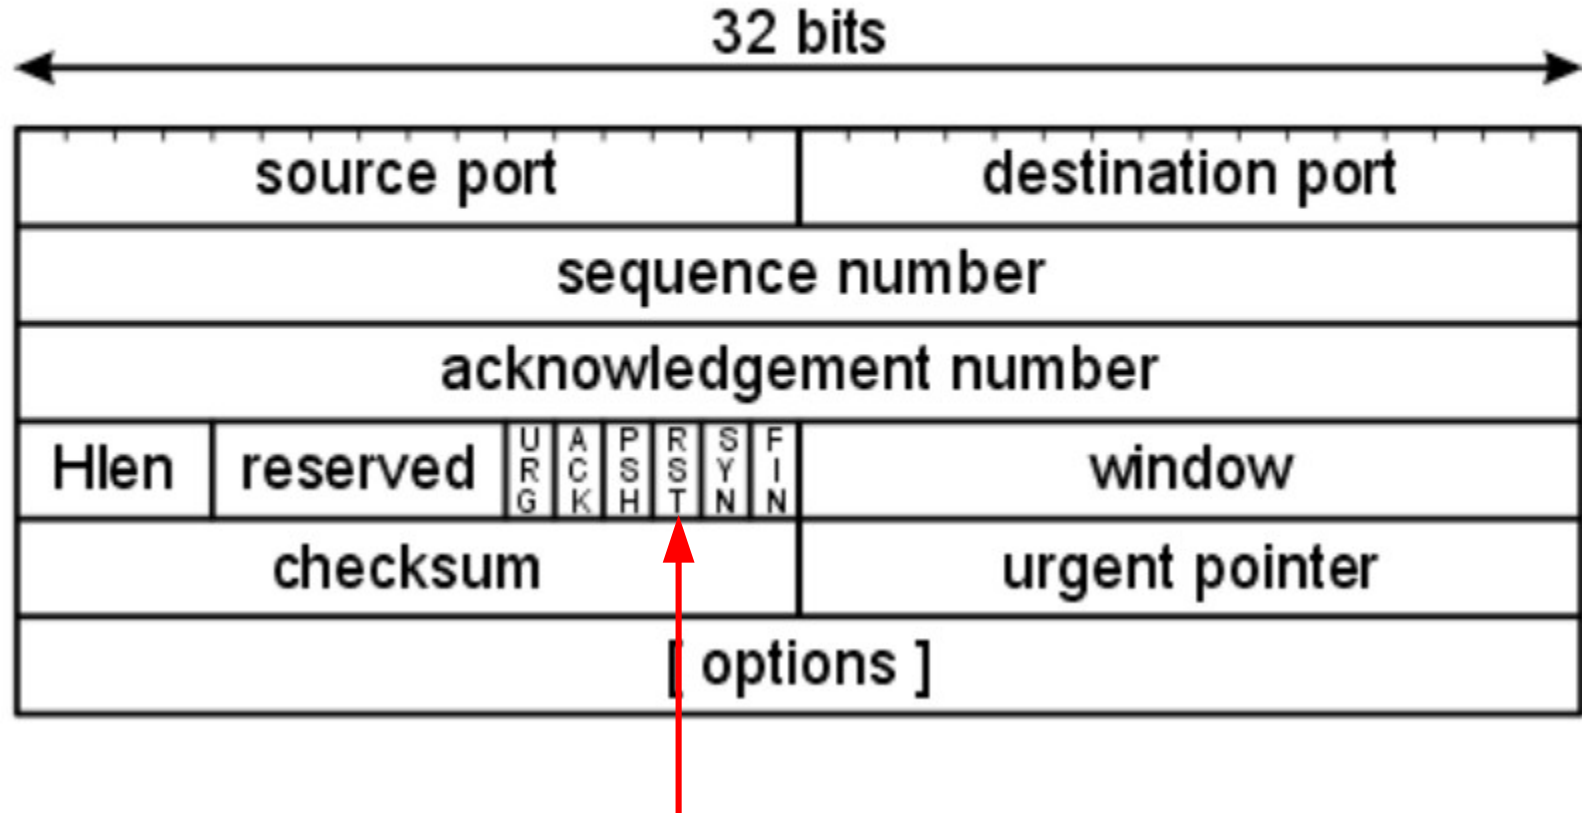 32 bits
source port destination port
sequence number
acknowledgement number
Hlen reserved URG ACK PSH RST SYN FIN window
checksum urgent pointer
[ options ]